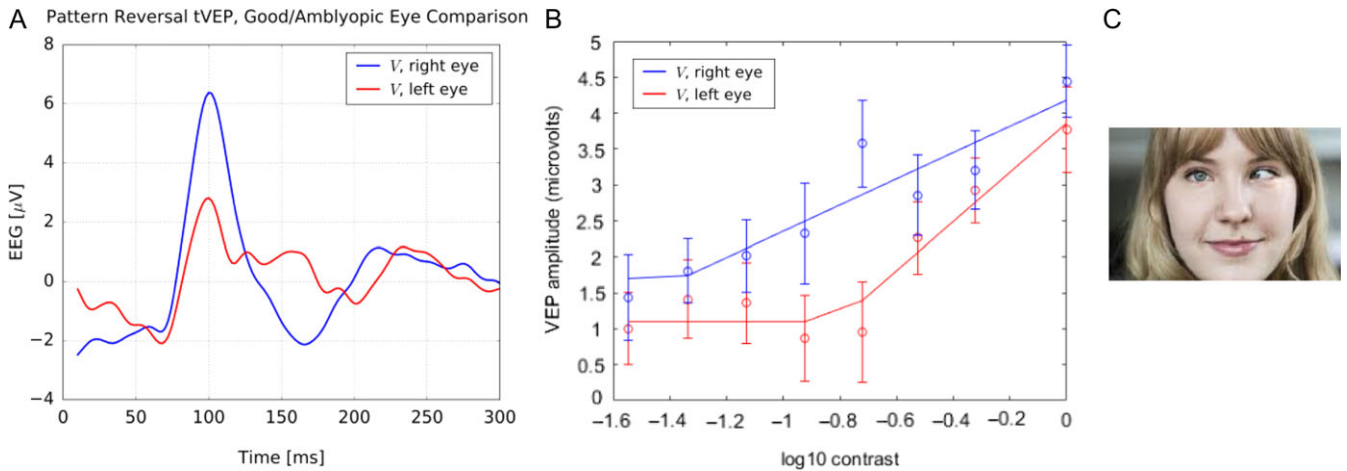 A
Pattern Reversal tVEP, Good/Amblyopic Eye Comparison
8
6
4
2
0
−2
−4
EEG [μV]
V, right eye
V, left eye
0
50
100
150
200
250
300
Time [ms]
B
5
4.5
4
3.5
3
2.5
2
1.5
1
0.5
0
VEP amplitude (microvolts)
V, right eye
V, left eye
−1.6
−1.4
−1.2
−1
−0.8
−0.6
−0.4
−0.2
0
log10 contrast
C